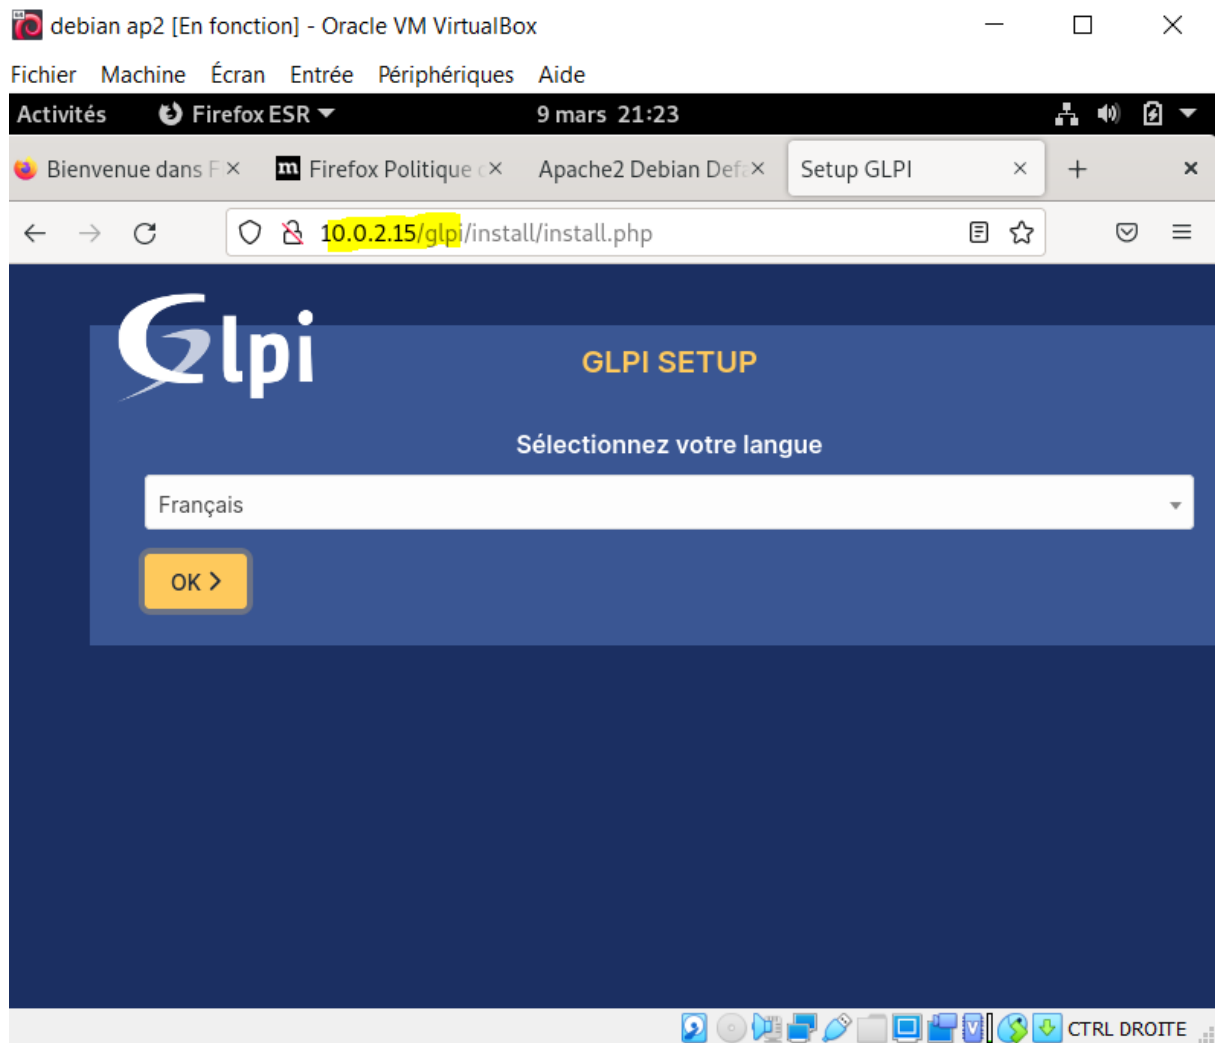 debian ap2 [En fonction] - Oracle VM VirtualBox
Fichier Machine Écran Entrée Périphériques Aide
Activités Firefox ESR 9 mars 21:23
Bienvenue dans F Firefox Politique Apache2 Debian Defa Setup GLPI
10.0.2.15/glpi/install/install.php
Glpi
GLPI SETUP
Sélectionnez votre langue
Français
OK
CTRL DROITE